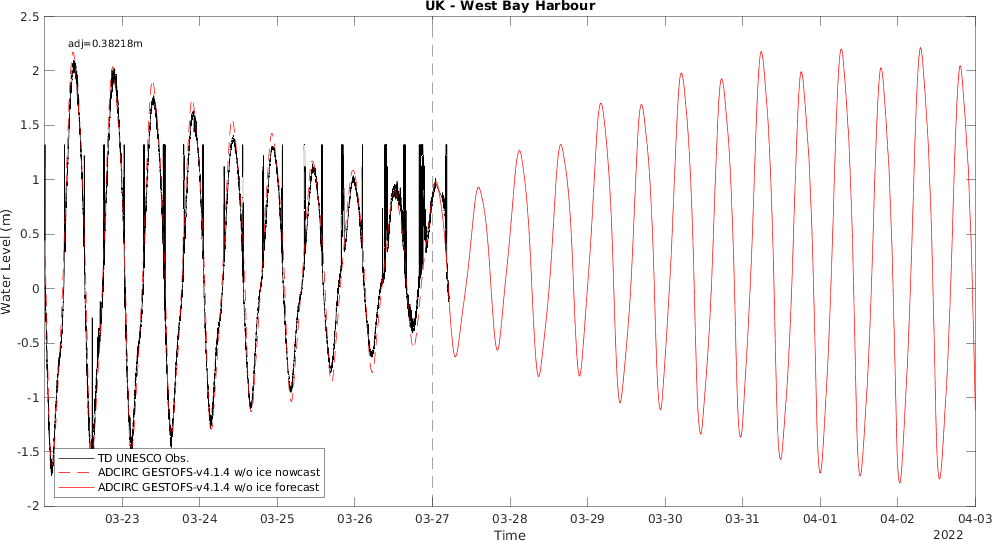 UK - West Bay Harbour
adj=0.38218m
2.5
2
1.5
1
0.5
0
-0.5
-1
-1.5
-2
Water Level (m)
TD UNESCO Obs.
ADCIRC GESTOFS-v4.1.4 w/o ice nowcast
ADCIRC GESTOFS-v4.1.4 w/o ice forecast
03-23 03-24 03-25 03-26 03-27 03-28 03-29 03-30 03-31 04-01 04-02 04-03
Time
2022